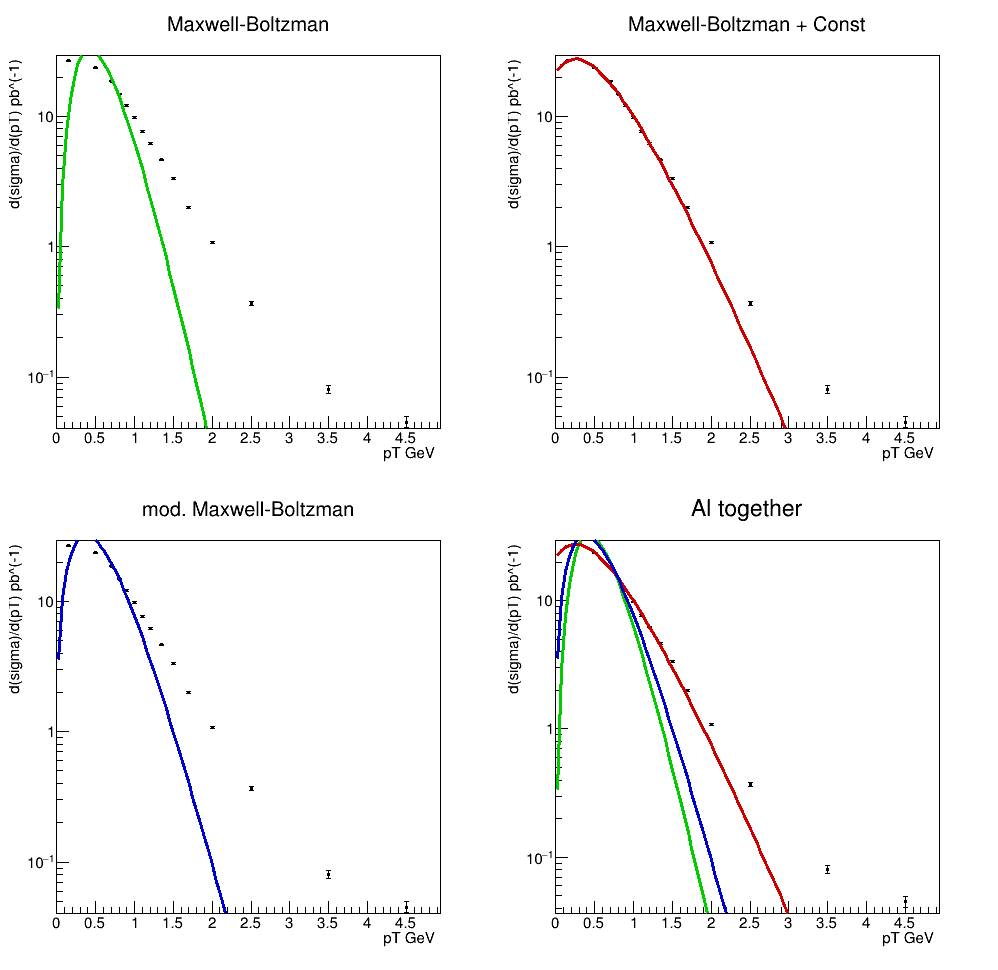 Maxwell-Boltzman
d(sigma)/d(pT) pb^(-1)
10
1
10−1
0 0.5 1 1.5 2 2.5 3 3.5 4 4.5
pT GeV
Maxwell-Boltzman + Const
d(sigma)/d(pT) pb^(-1)
10
1
10−1
0 0.5 1 1.5 2 2.5 3 3.5 4 4.5
pT GeV
mod. Maxwell-Boltzman
d(sigma)/d(pT) pb^(-1)
10
1
10−1
0 0.5 1 1.5 2 2.5 3 3.5 4 4.5
pT GeV
Al together
d(sigma)/d(pT) pb^(-1)
10
1
10−1
0 0.5 1 1.5 2 2.5 3 3.5 4 4.5
pT GeV